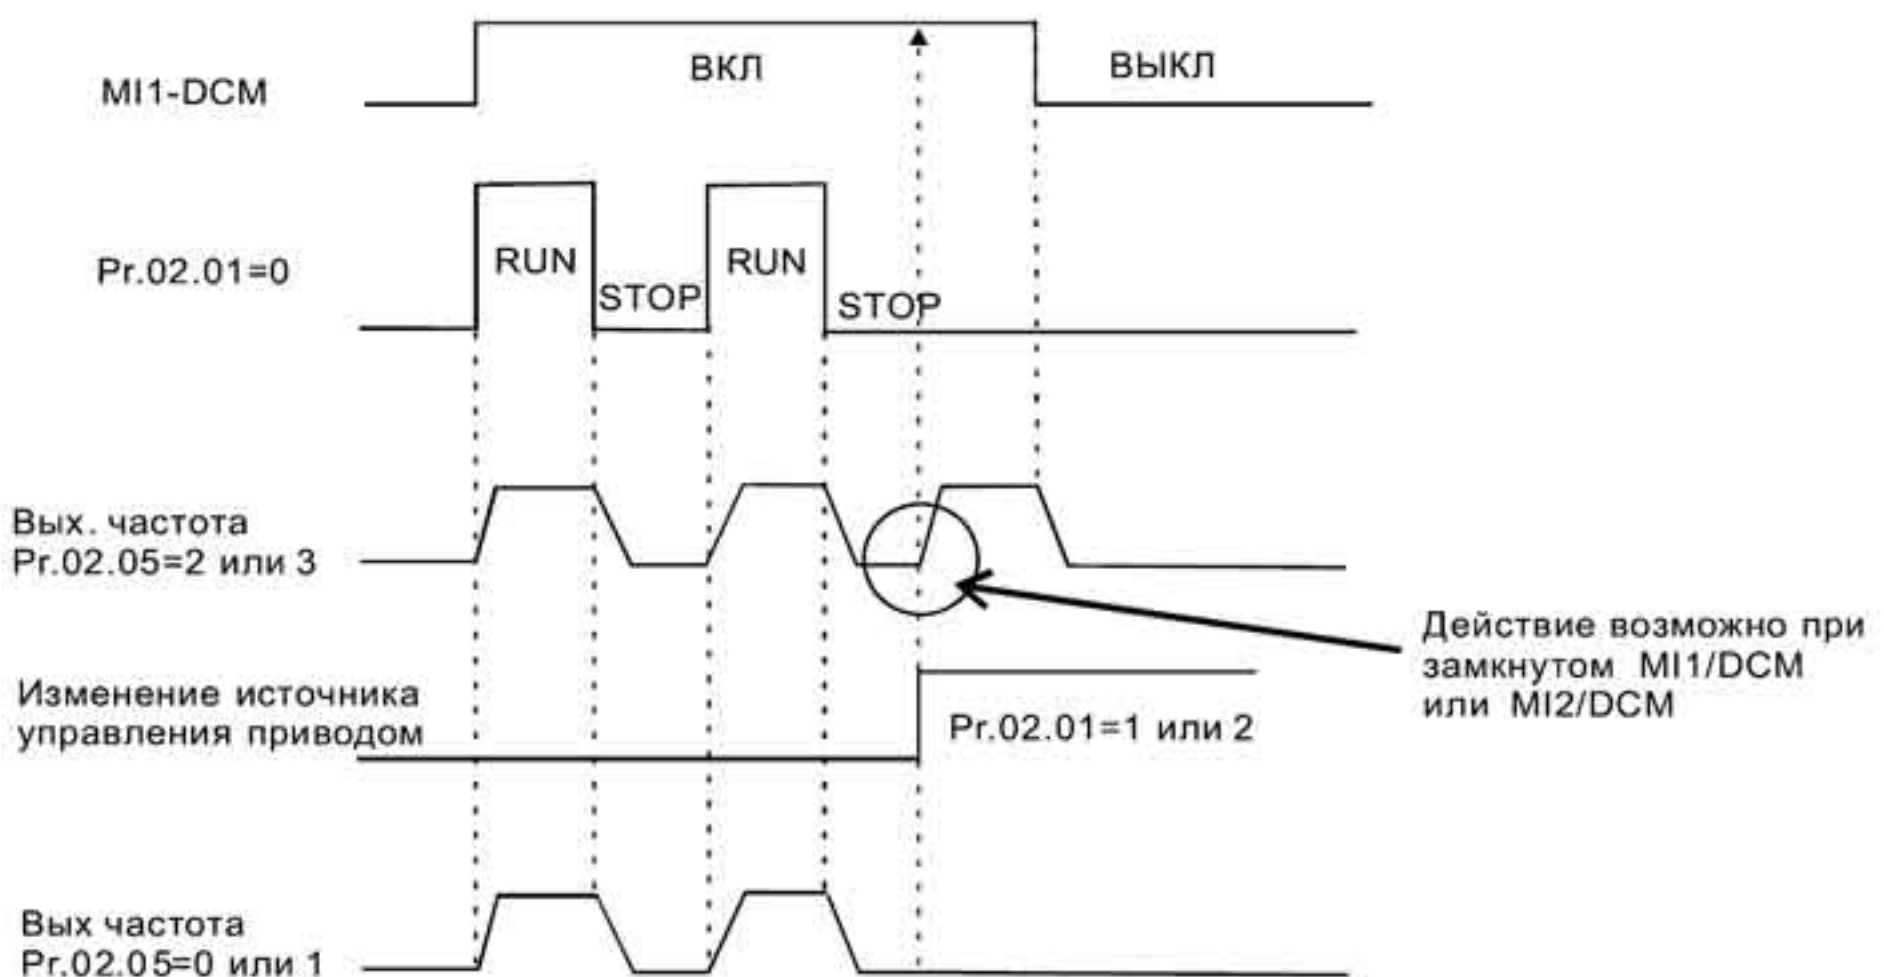 MI1-DCM
ВКЛ
ВЫКЛ
Pr.02.01=0
RUN
STOP
RUN
STOP
Вых. частота
Pr.02.05=2 или 3
Действие возможно при
замкнутом MI1/DCM
или MI2/DCM
Изменение источника
управления приводом
Pr.02.01=1 или 2
Вых частота
Pr.02.05=0 или 1